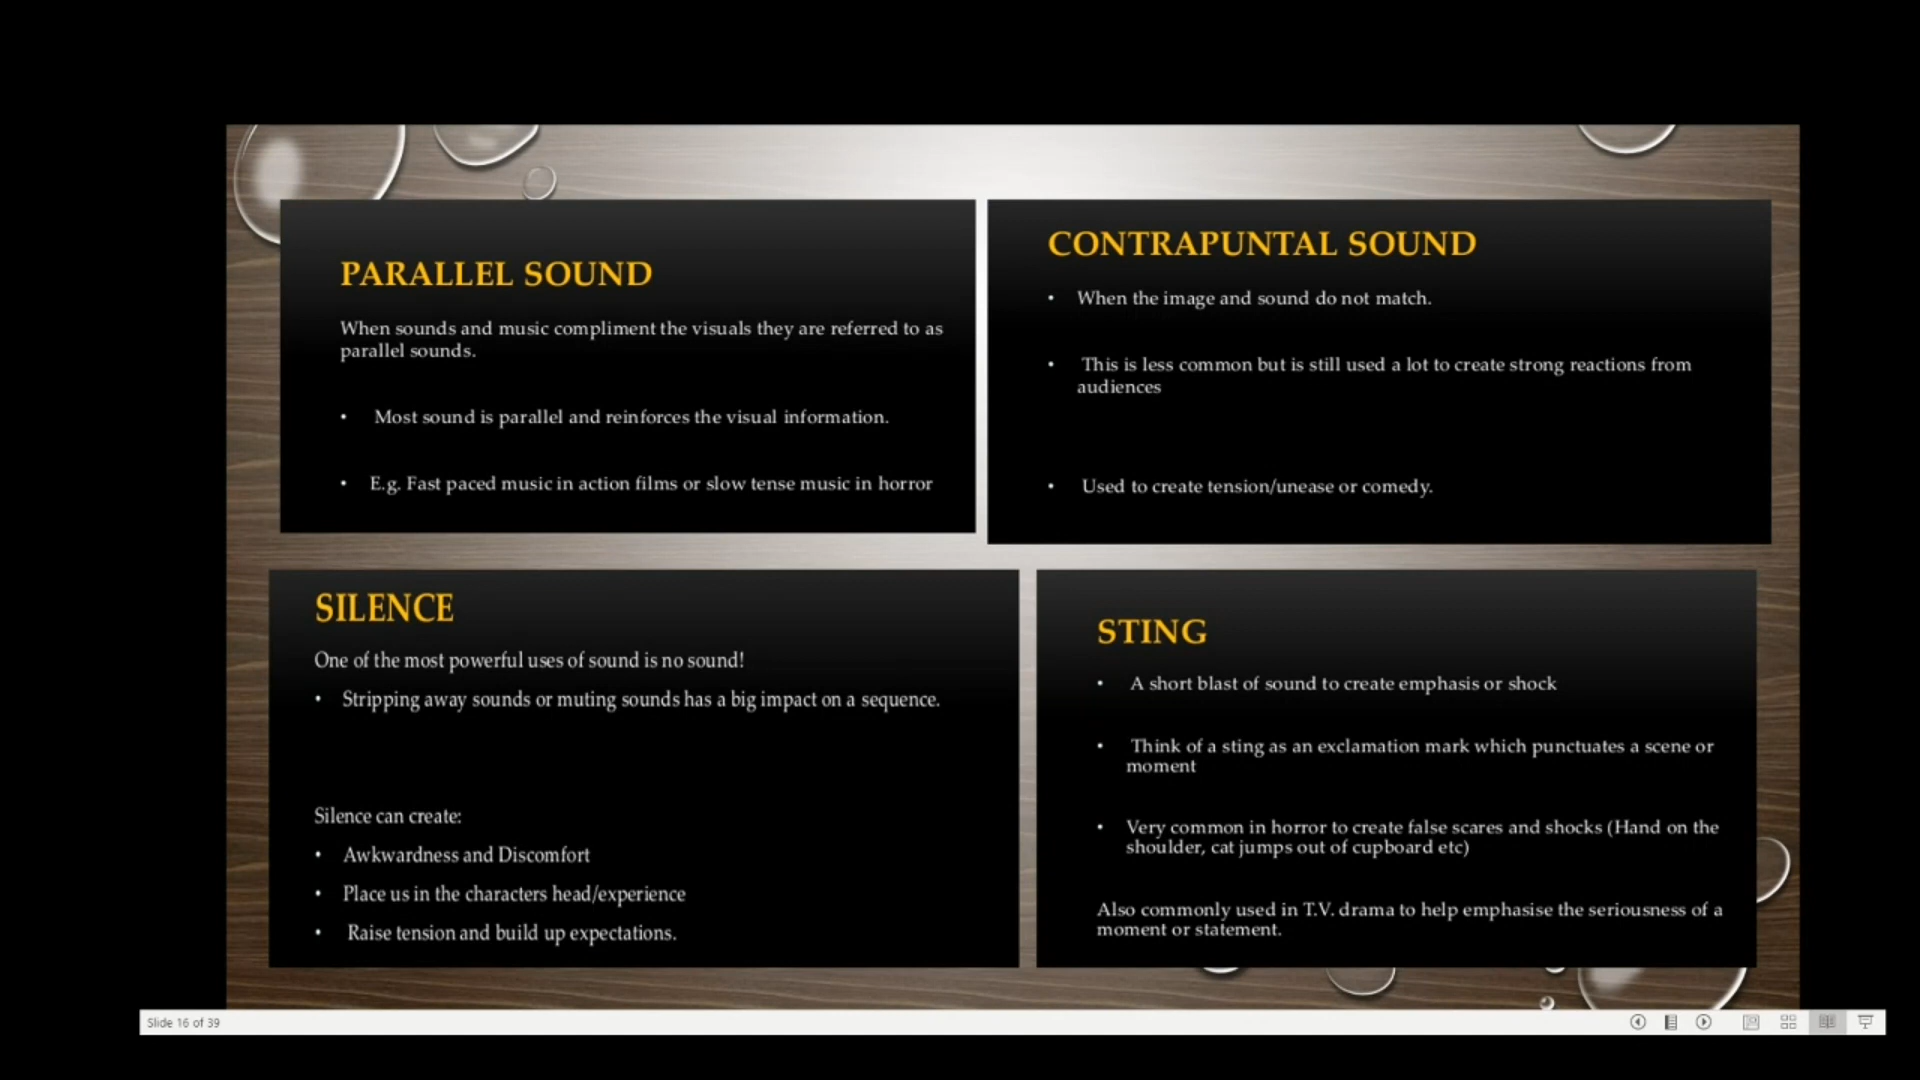 PARALLEL SOUND
When sounds and music compliment the visuals they are referred to as
parallel sounds.
• Most sound is parallel and reinforces the visual information.
• E.g. Fast paced music in action films or slow tense music in horror
CONTRAPUNTAL SOUND
• When the image and sound do not match.
• This is less common but is still used a lot to create strong reactions from
audiences
• Used to create tension/unease or comedy.
SILENCE
One of the most powerful uses of sound is no sound!
• Stripping away sounds or muting sounds has a big impact on a sequence.
Silence can create:
• Awkwardness and Discomfort
• Place us in the characters head/experience
• Raise tension and build up expectations.
STING
• A short blast of sound to create emphasis or shock
• Think of a sting as an exclamation mark which punctuates a scene or
moment
• Very common in horror to create false scares and shocks (Hand on the
shoulder, cat jumps out of cupboard etc)
Also commonly used in T.V. drama to help emphasise the seriousness of a
moment or statement.
Slide 16 of 39